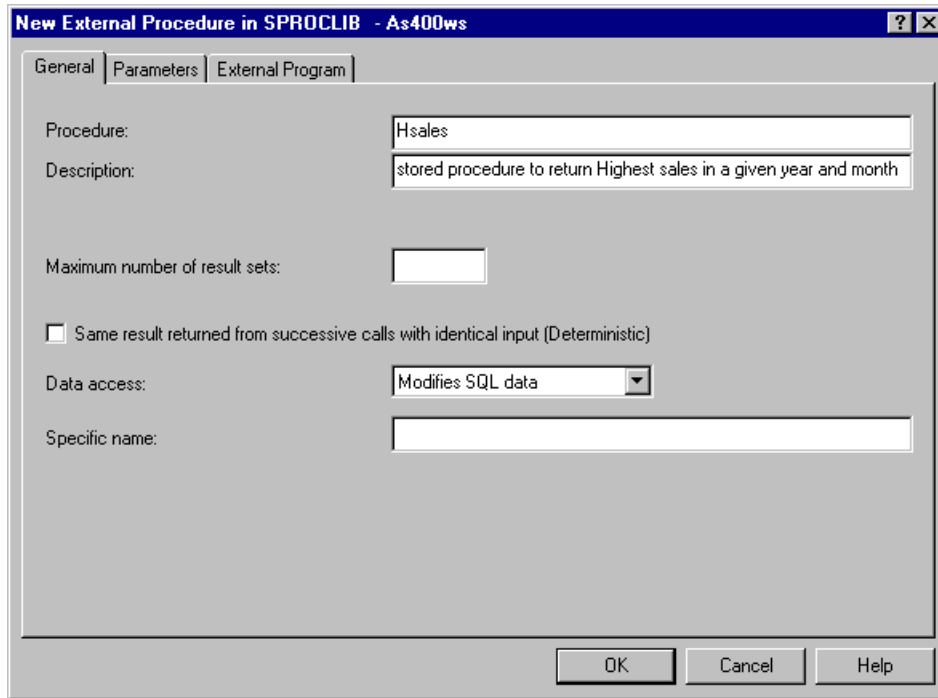 New External Procedure in SPROCLIB - As400ws
General Parameters External Program
Procedure: Hsales
Description: stored procedure to return Highest sales in a given year and month
Maximum number of result sets:
Same result returned from successive calls with identical input (Deterministic)
Data access: Modifies SQL data
Specific name:
OK Cancel Help